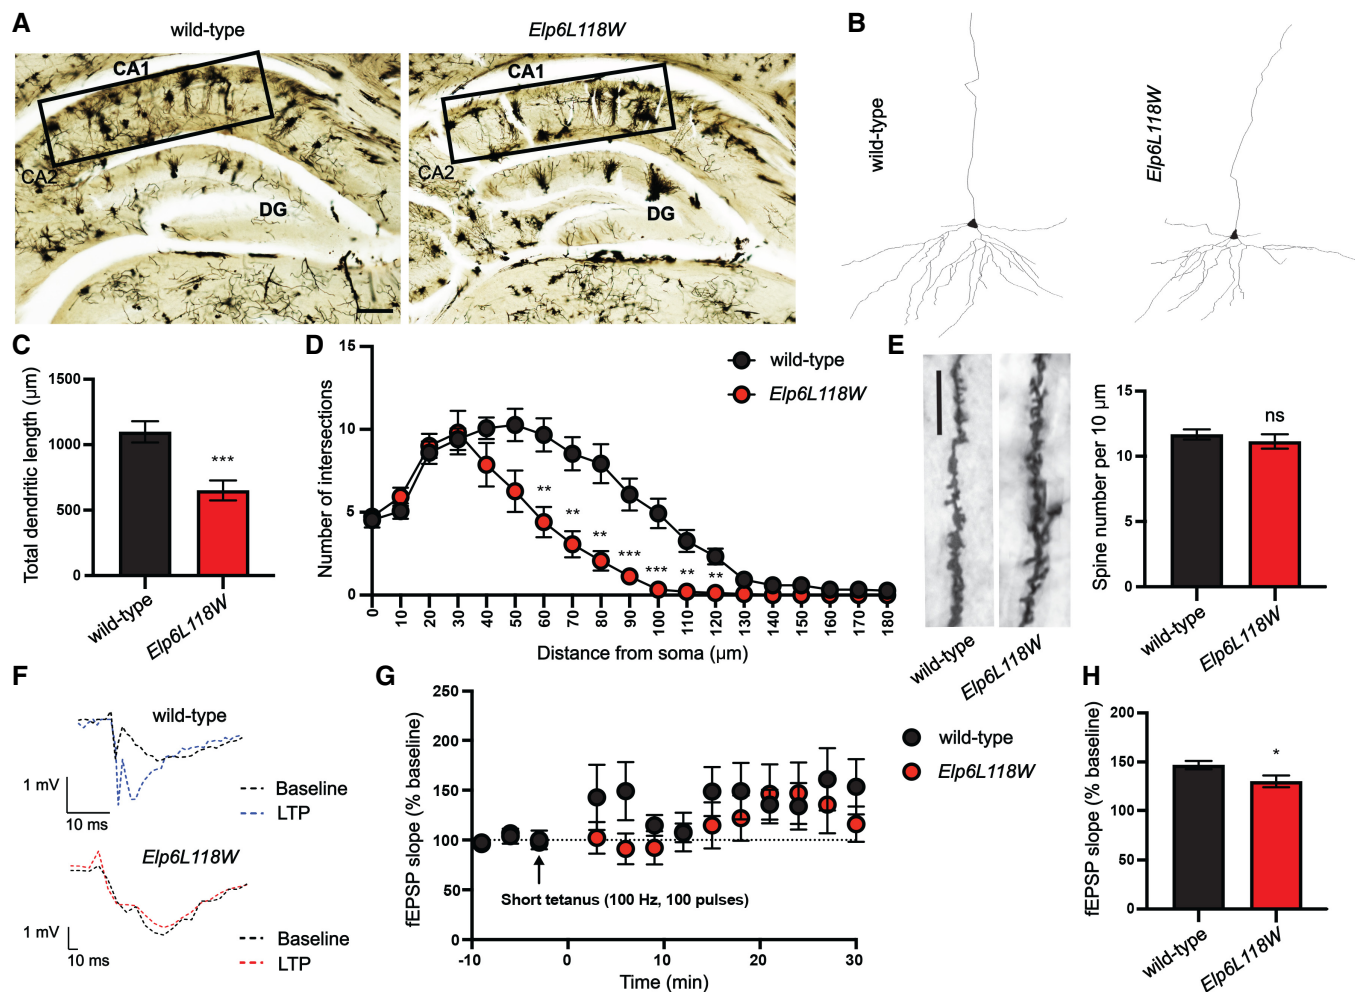 A
wild-type
Elp6L118W
CA1
CA2
DG
CA1
CA2
DG
B
wild-type
Elp6L118W
C
Total dendritic length (µm)
1500
1000
500
0
***
wild-type
Elp6L118W
D
Number of intersections
15
10
5
0
wild-type
Elp6L118W
**
**
**
***
***
**
**
0 10 20 30 40 50 60 70 80 90 100 110 120 130 140 150 160 170 180
Distance from soma (µm)
E
wild-type
Elp6L118W
Spine number per 10 µm
15
10
5
0
ns
wild-type
Elp6L118W
F
wild-type
1 mV
10 ms
Baseline
LTP
Elp6L118W
1 mV
10 ms
Baseline
LTP
G
fEPSP slope (% baseline)
250
200
150
100
50
0
Short tetanus (100 Hz, 100 pulses)
-10 0 10 20 30
Time (min)
wild-type
Elp6L118W
H
fEPSP slope (% baseline)
200
150
100
50
0
*
wild-type
Elp6L118W